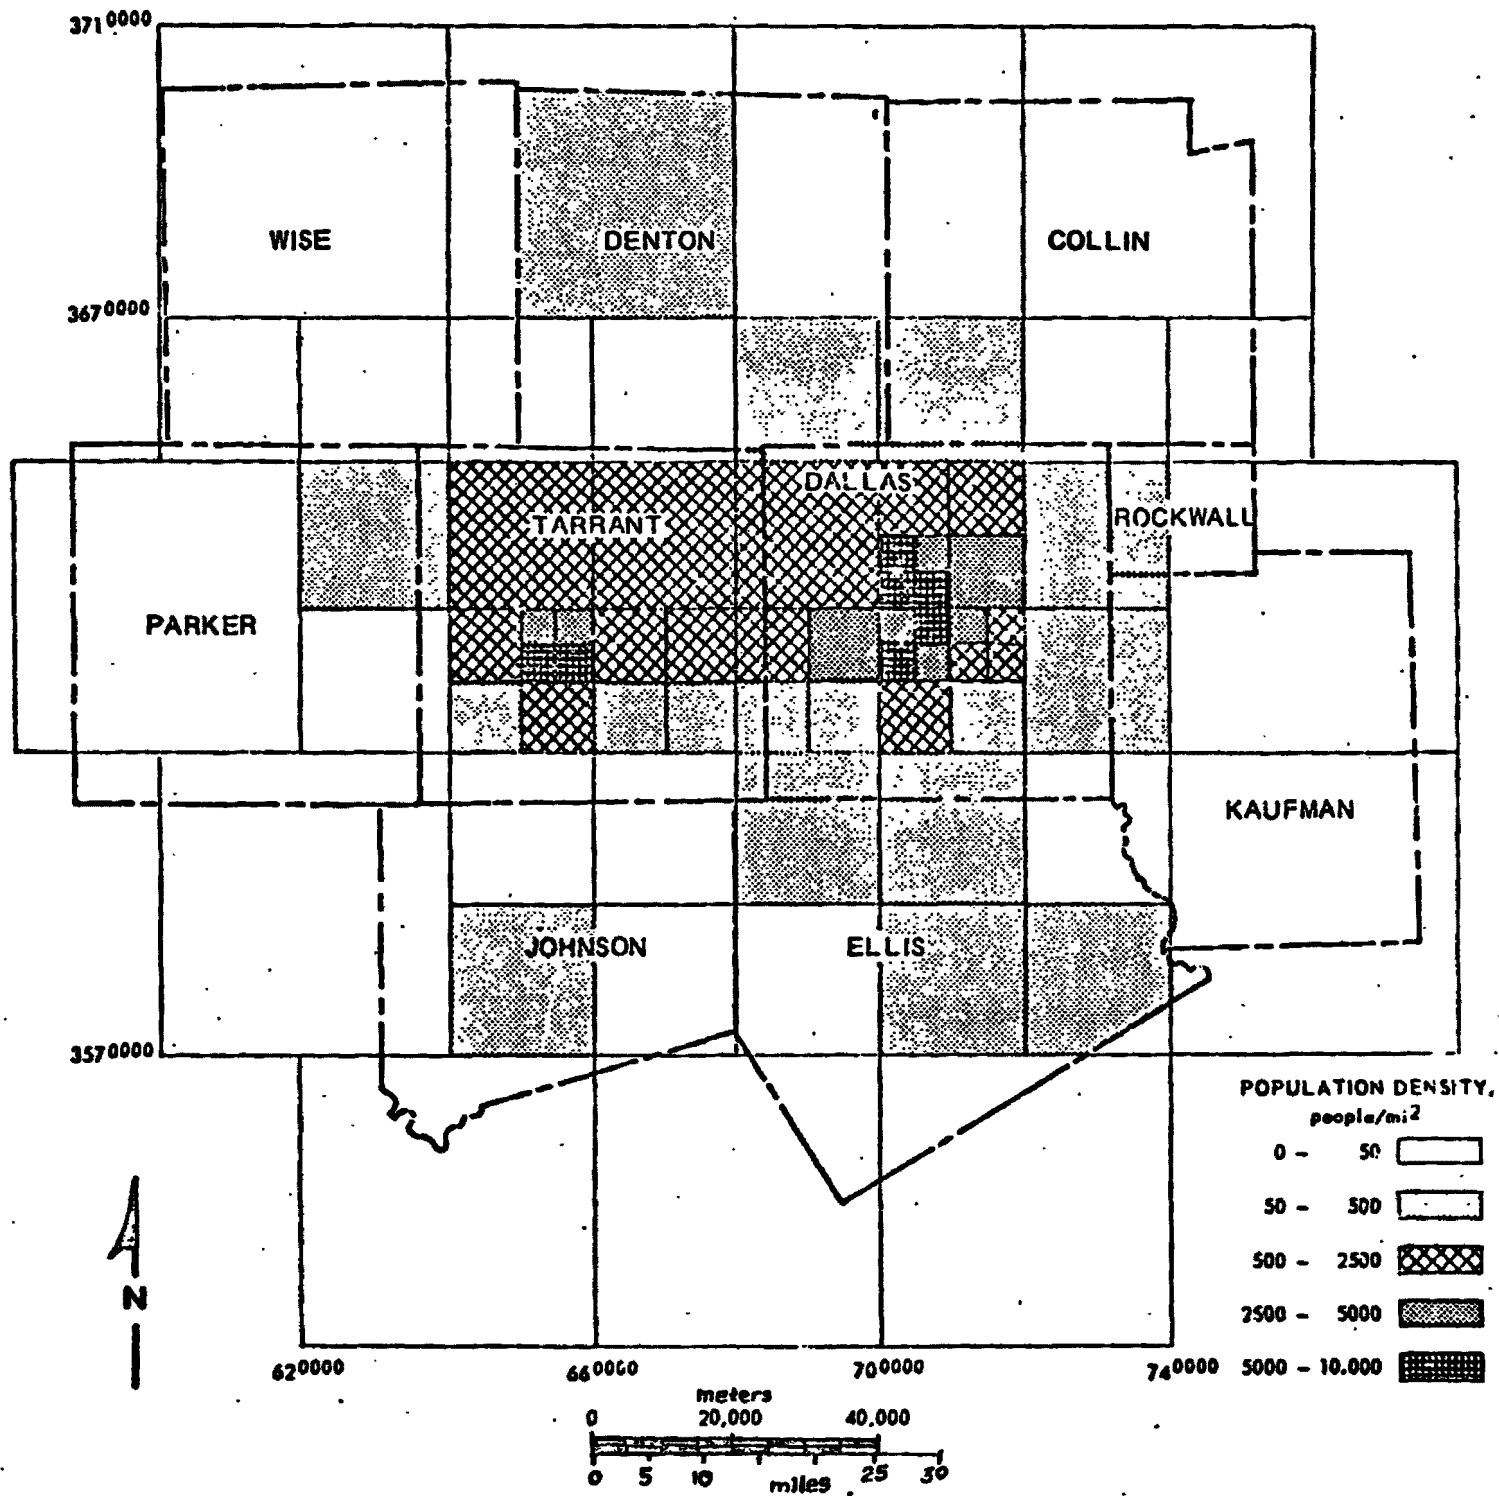 3710000
WISE
DENTON
COLLIN
3670000
DALLAS
TARRANT
ROCKWALL
PARKER
KAUFMAN
JOHNSON
ELLIS
3570000
POPULATION DENSITY,
people/mi2
0 - 50
50 - 500
500 - 2500
2500 - 5000
5000 - 10.000
N
620000 660000 700000 740000
meters
0 20,000 40,000
0 5 10 miles 25 30